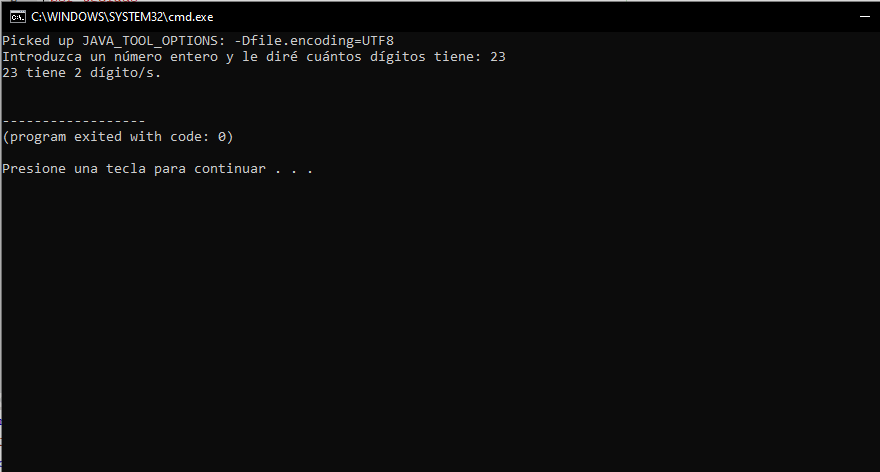 C:\WINDOWS\SYSTEM32\cmd.exe
Picked up JAVA_TOOL_OPTIONS: -Dfile.encoding=UTF8
Introduzca un número entero y le diré cuántos dígitos tiene: 23
23 tiene 2 dígito/s.
------------------
(program exited with code: 0)
Presione una tecla para continuar . . .